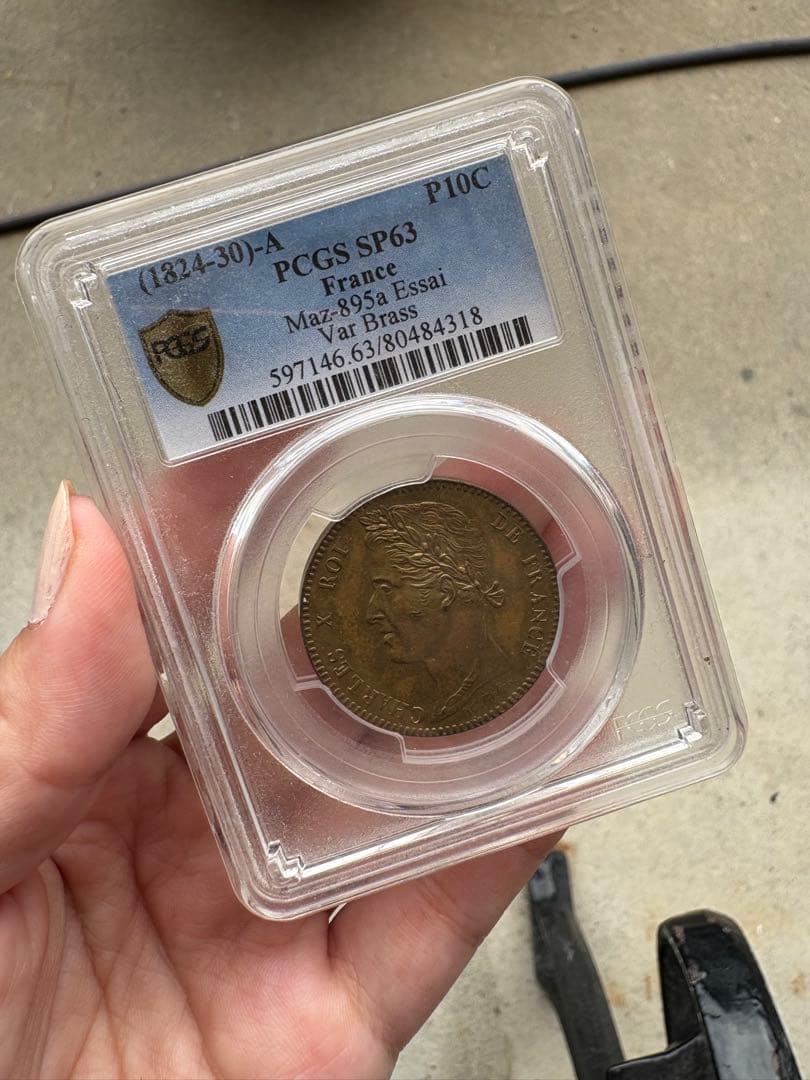 (1824-30)-A P10C
PCGS SP63
France
Maz-895a Essai
Var Brass
597146.63/80484318
PCGS
CHARLES X ROI DE FRANCE
PCGS